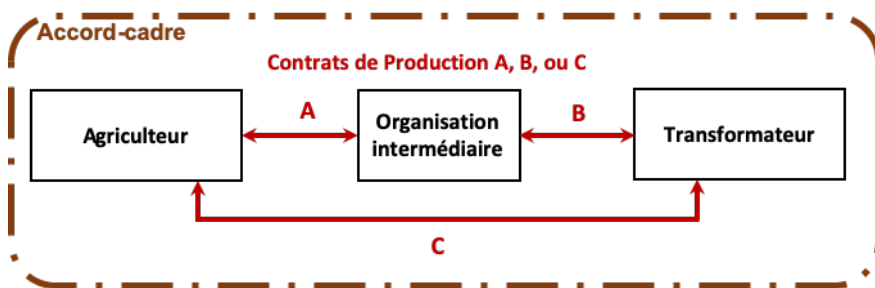 Accord-cadre
Contrats de Production A, B, ou C
Agriculteur
A
Organisation
intermédiaire
B
Transformateur
C